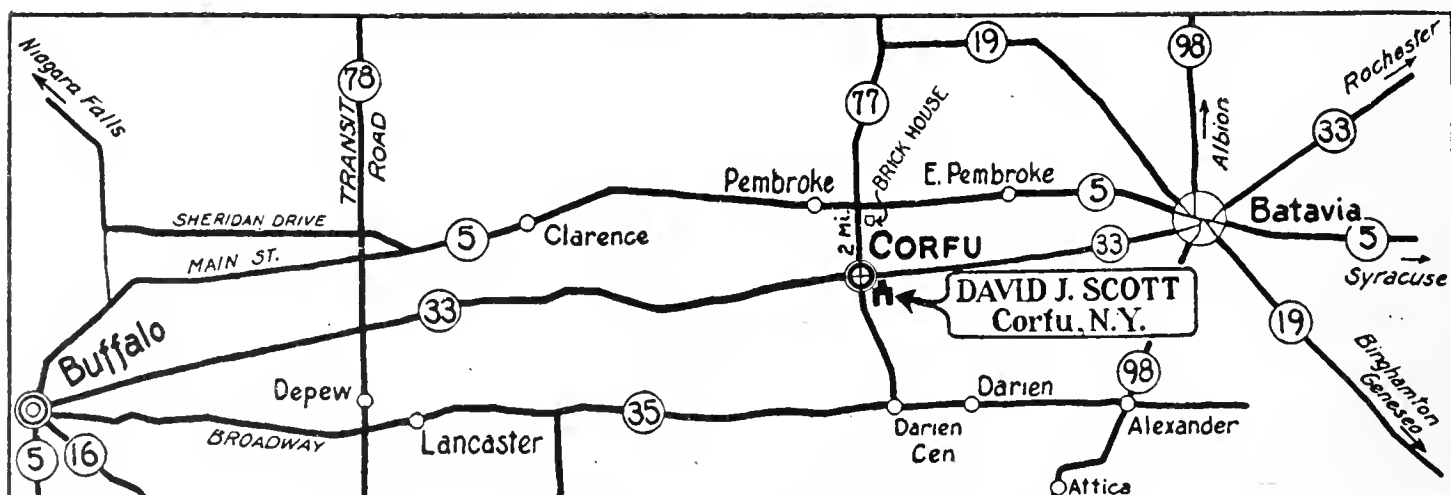 Niagara Falls
78
TRANSIT ROAD
77
19
98
Albion
Rochester
33
BRICK HOUSE
Pembroke
E. Pembroke
5
Batavia
5
Syracuse
SHERIDAN DRIVE
MAIN ST.
5
Clarence
2 mi.
CORFU
33
33
DAVID J. SCOTT
Corfu, N.Y.
19
Binghamton
Geneseo
Buffalo
Depew
98
Darien
35
BROADWAY
Lancaster
Darien
Cen
Alexander
5
16
Attica